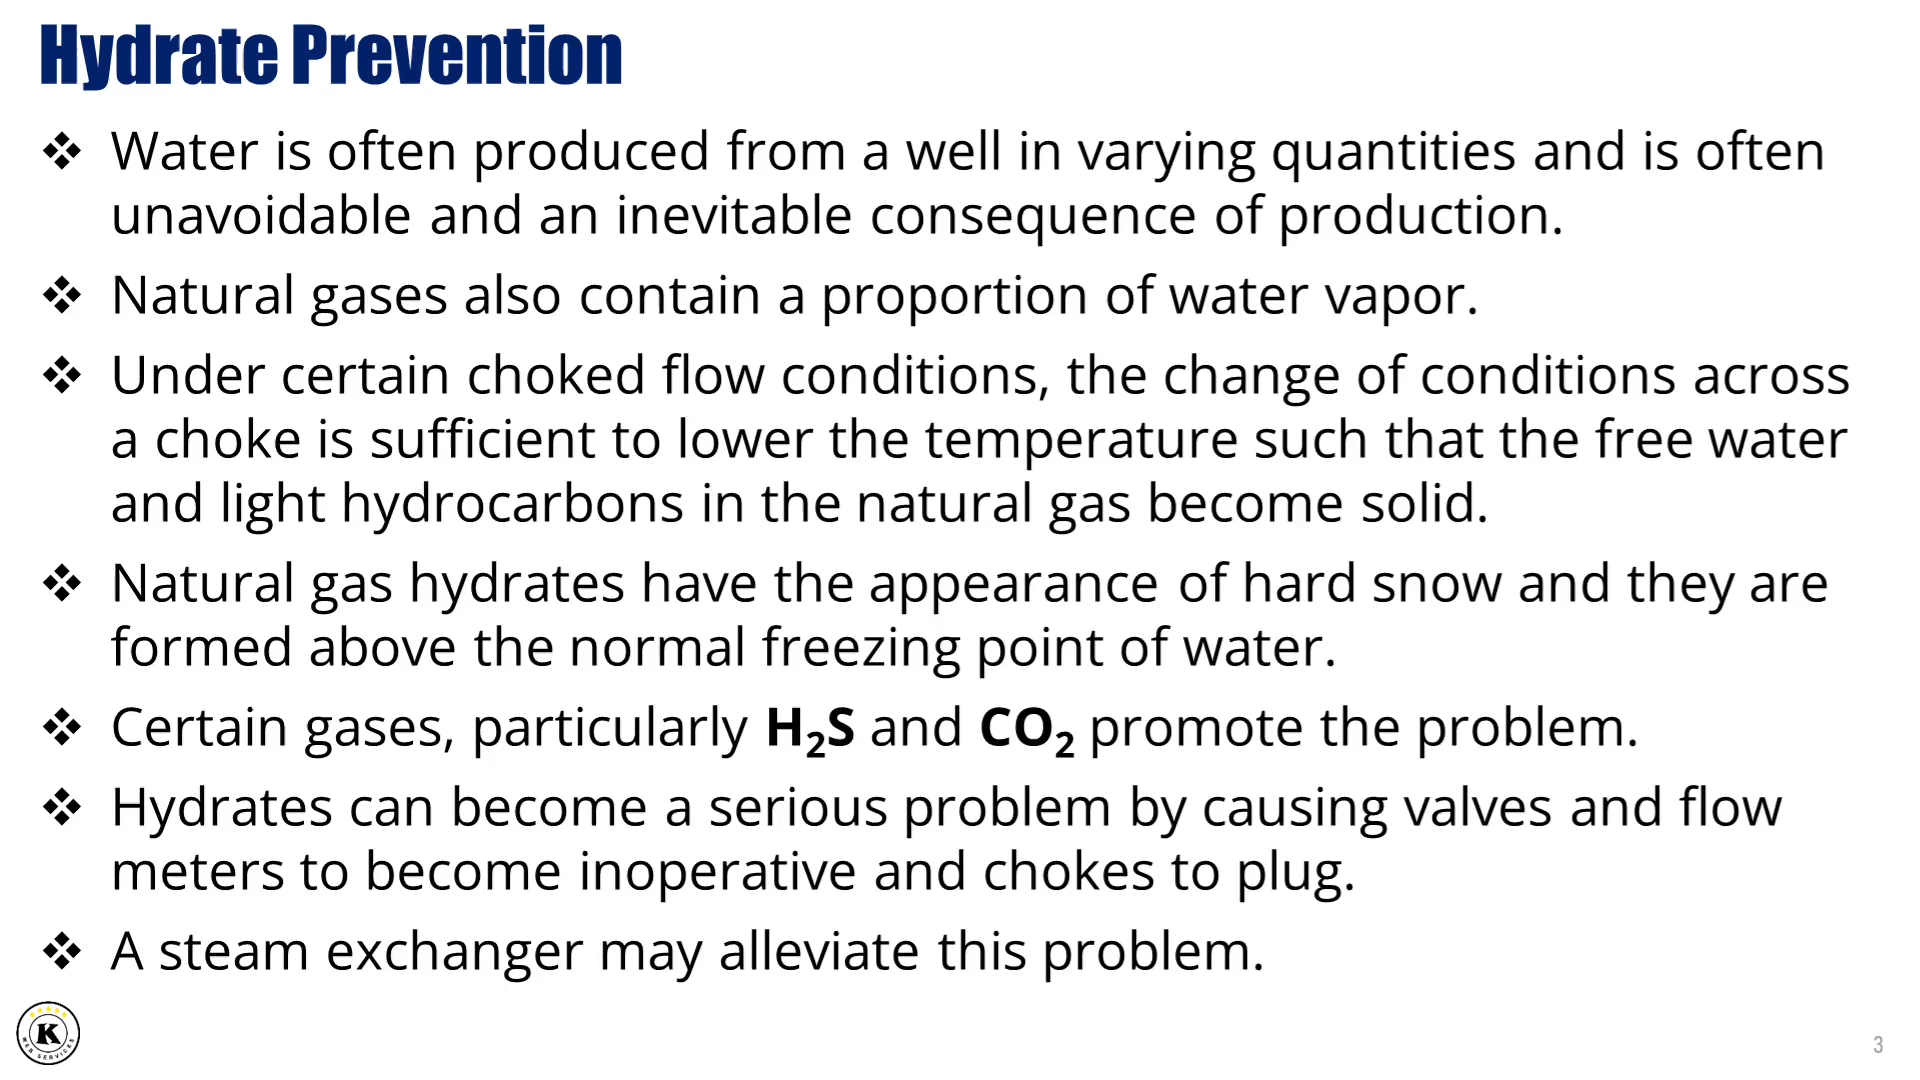 Hydrate Prevention
❖ Water is often produced from a well in varying quantities and is often
unavoidable and an inevitable consequence of production.
❖ Natural gases also contain a proportion of water vapor.
❖ Under certain choked flow conditions, the change of conditions across
a choke is sufficient to lower the temperature such that the free water
and light hydrocarbons in the natural gas become solid.
❖ Natural gas hydrates have the appearance of hard snow and they are
formed above the normal freezing point of water.
❖ Certain gases, particularly H₂S and CO₂ promote the problem.
❖ Hydrates can become a serious problem by causing valves and flow
meters to become inoperative and chokes to plug.
❖ A steam exchanger may alleviate this problem.
K
WEB SERVICES
3